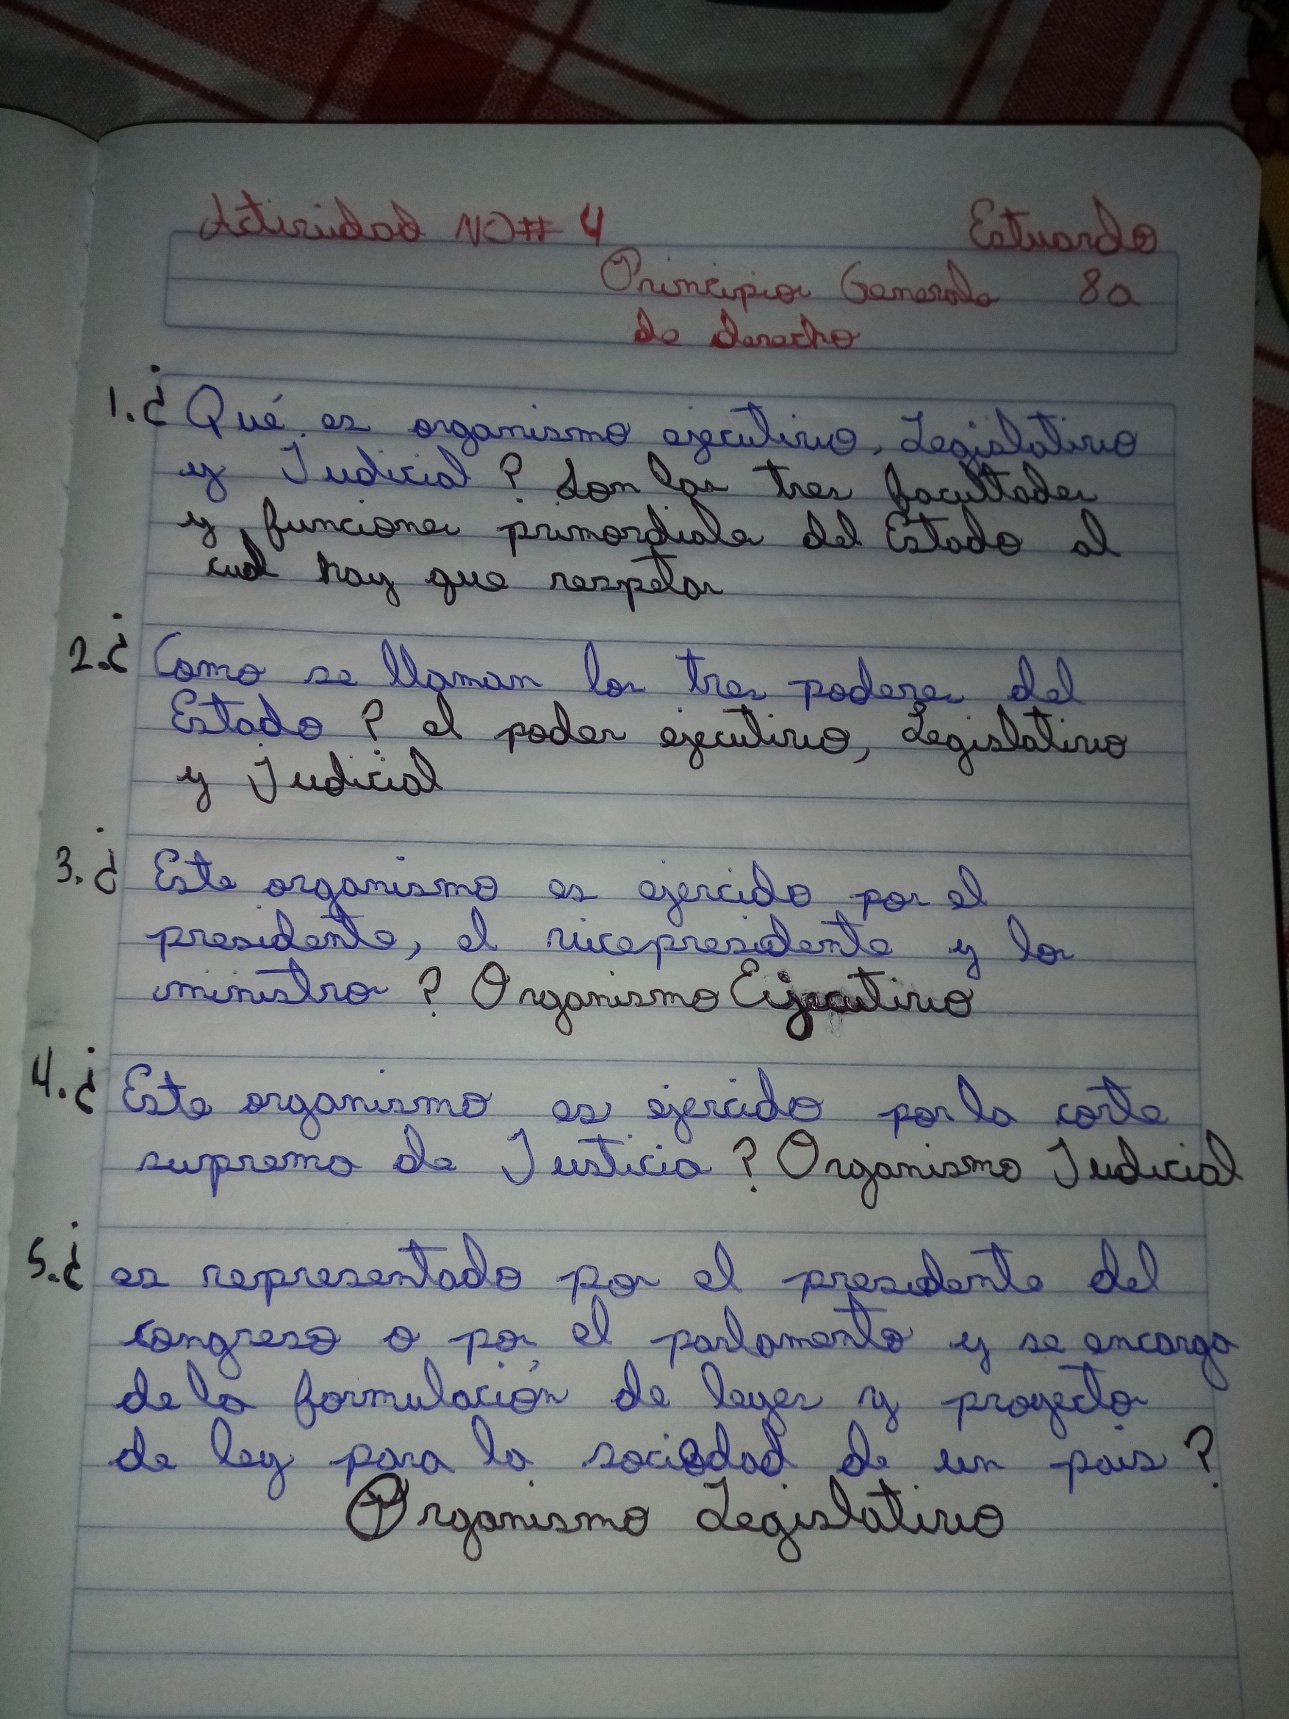 Actividad NO# 4 Estuardo
Principios Generales 8a
de derecho
1. ¿Qué es organismo ejecutivo, Legislativo
y Judicial? Son las tres facultades
y funciones primordiales del Estado al
cual hay que respetar
2. ¿Como se llaman los tres poderes del
Estado? el poder ejecutivo, Legislativo
y Judicial
3. ¿Este organismo es ejercido por el
presidente, el vicepresidente y los
ministros? Organismo Ejecutivo
4. ¿Este organismo es ejercido por la corte
suprema de Justicia? Organismo Judicial
5. ¿es representado por el presidente del
congreso o por el parlamento y se encarga
de la formulación de leyes y proyectos
de ley para la sociedad de un pais?
Organismo Legislativo